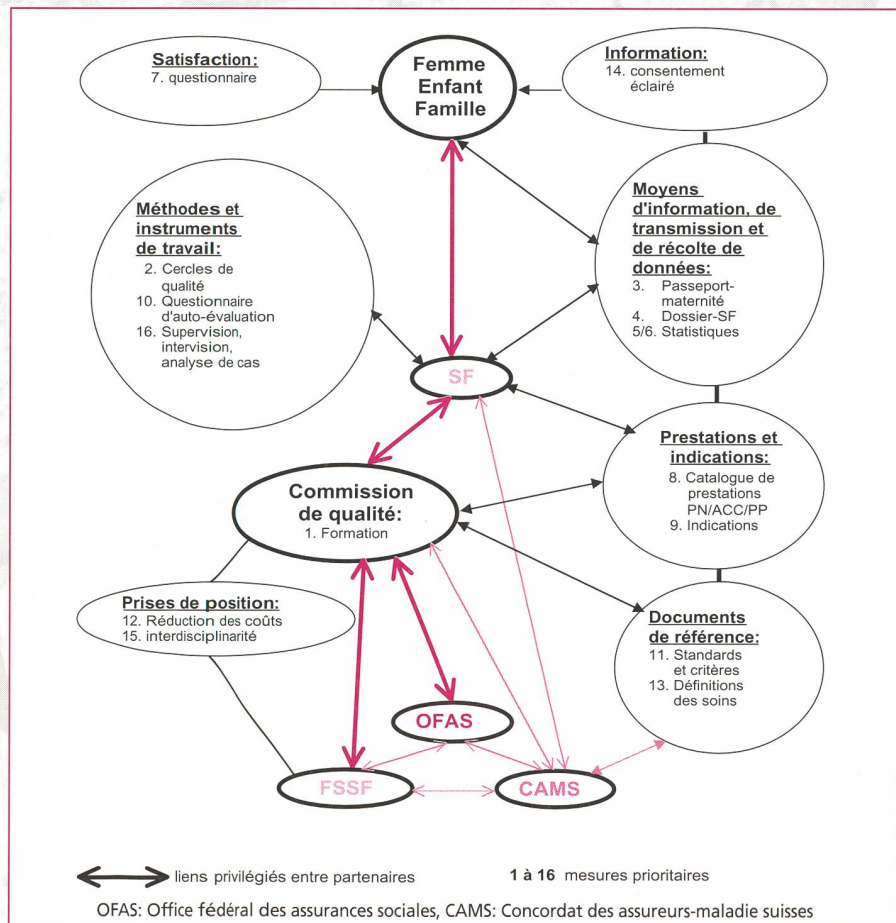 Satisfaction:
7. questionnaire
Femme
Enfant
Famille
Information:
14. consentement
éclairé
Méthodes et
instruments
de travail:
2. Cercles de
qualité
10. Questionnaire
d'auto-évaluation
16. Supervision,
intervision,
analyse de cas
Moyens
d'information, de
transmission et
de récolte de
données:
3. Passeport-
maternité
4. Dossier-SF
5/6. Statistiques
SF
Commission
de qualité:
1. Formation
Prestations et
indications:
8. Catalogue de
prestations
PN/ACC/PP
9. Indications
Prises de position:
12. Réduction des coûts
15. interdisciplinarité
Documents
de référence:
11. Standards
et critères
13. Définitions
des soins
OFAS
FSSF
CAMS
liens privilégiés entre partenaires
1 à 16 mesures prioritaires
OFAS: Office fédéral des assurances sociales, CAMS: Concordat des assureurs-maladie suisses